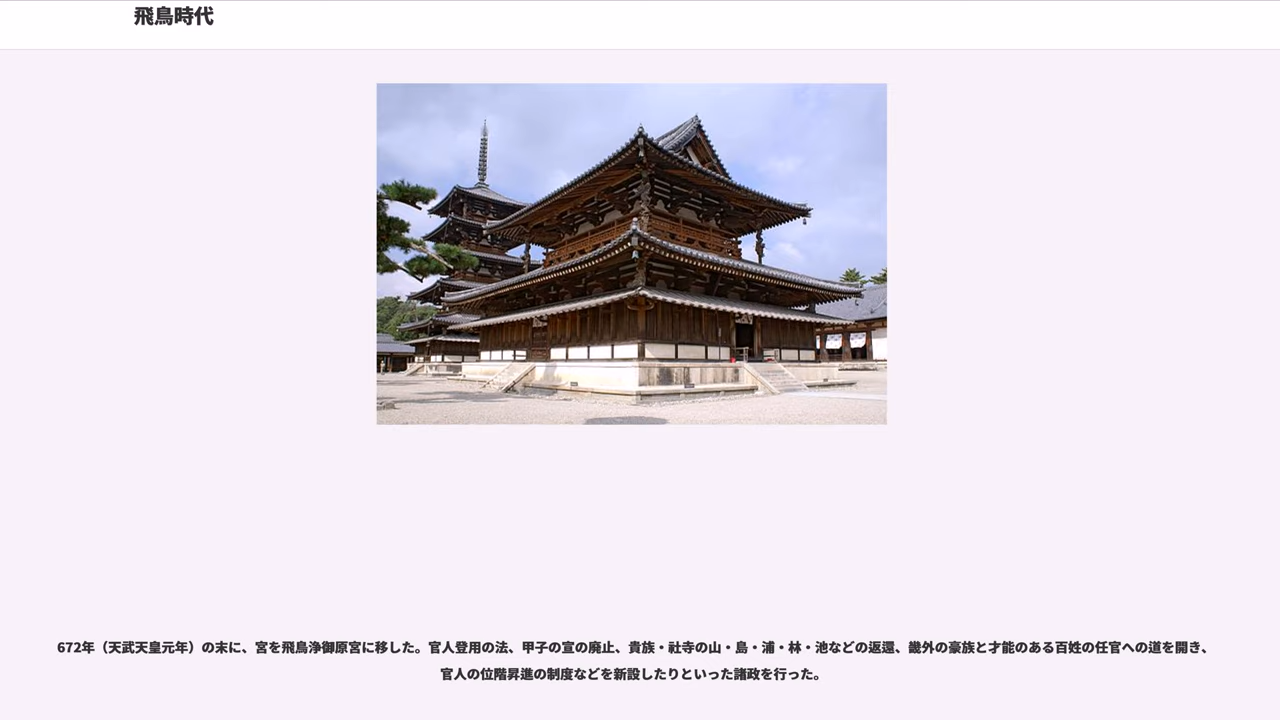 飛鳥時代
672年（天武天皇元年）の末に、宮を飛鳥浄御原宮に移した。官人登用の法、甲子の宣の廃止、貴族・社寺の山・島・浦・林・池などの返還、畿外の豪族と才能のある百姓の任官への道を開き、
官人の位階昇進の制度などを新設したりといった諸政を行った。